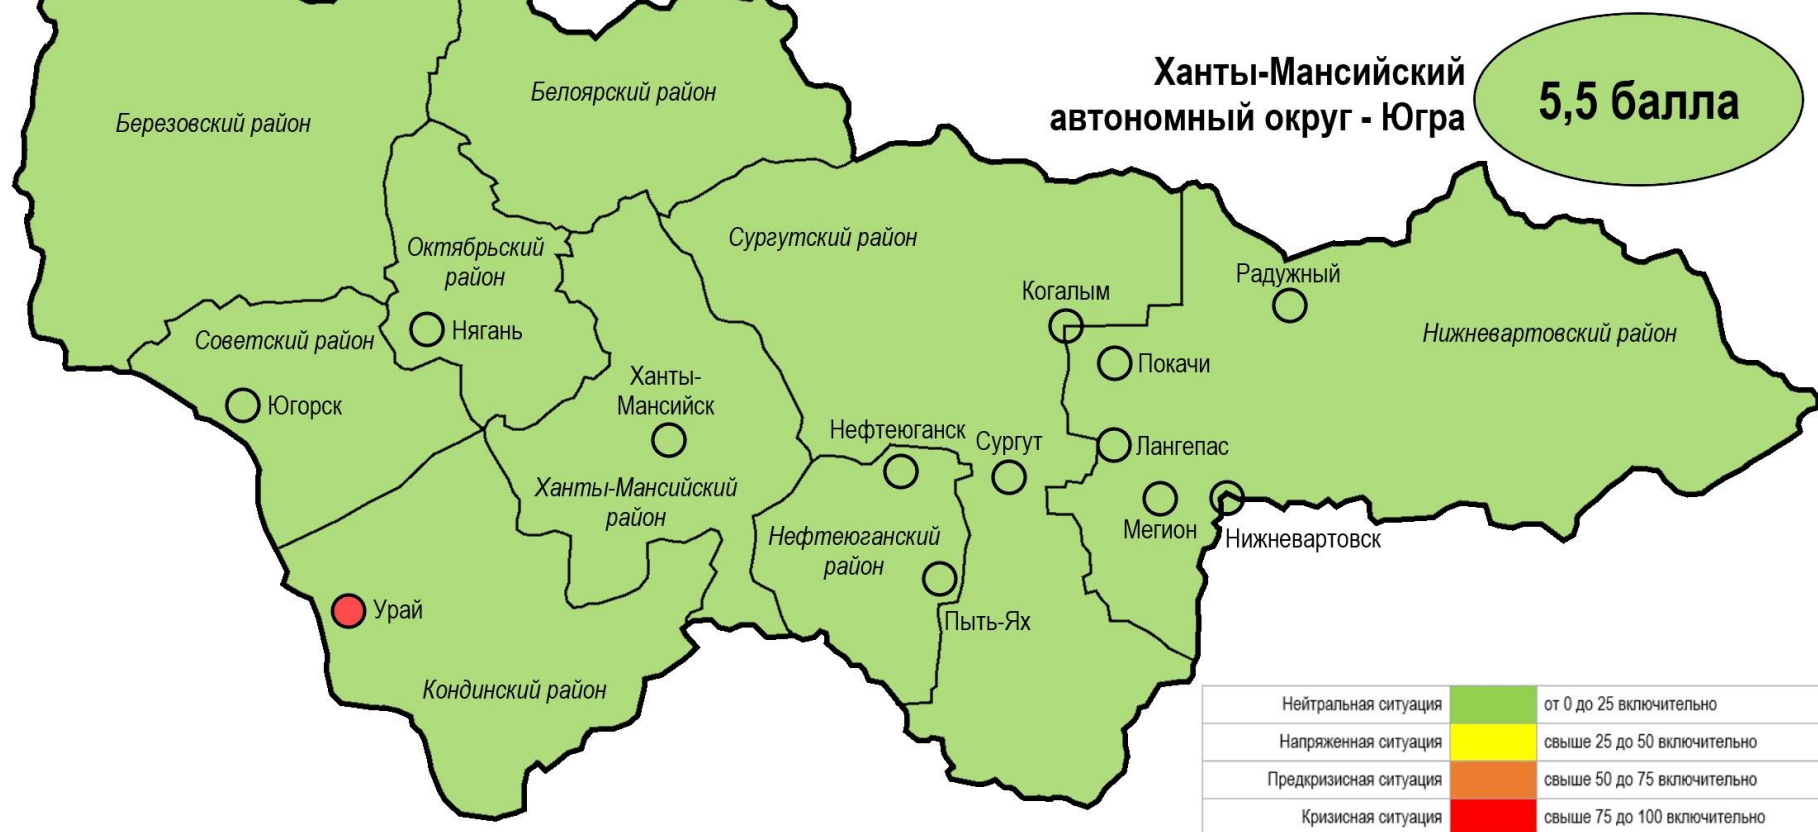 Ханты-Мансийский
автономный округ - Югра
5,5 балла
Белоярский район
Березовский район
Сургутский район
Октябрьский
район
Радужный
Когалым
Нижневартовский район
Нягань
Советский район
Покачи
Ханты-
Мансийск
Югорск
Нефтеюганск
Сургут
Лангепас
Ханты-Мансийский
район
Мегион
Нижневартовск
Нефтеюганский
район
Урай
Пыть-Ях
Кондинский район
Нейтральная ситуация от 0 до 25 включительно
Напряженная ситуация свыше 25 до 50 включительно
Предкризисная ситуация свыше 50 до 75 включительно
Кризисная ситуация свыше 75 до 100 включительно